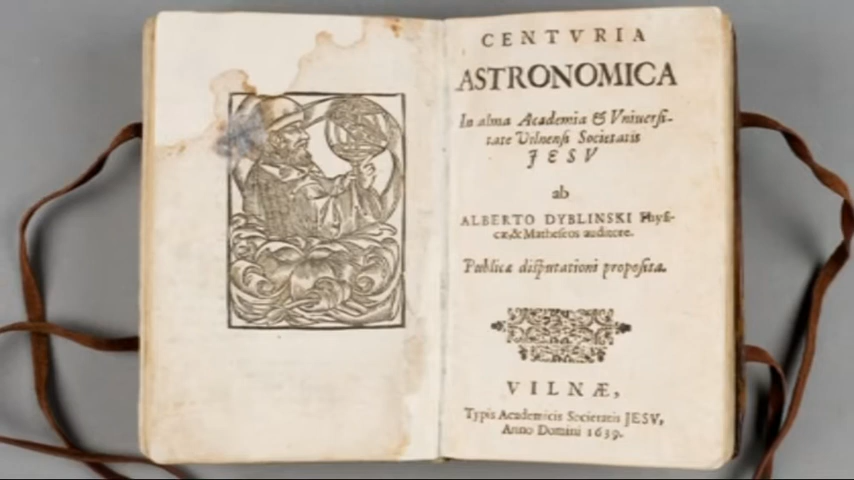 CENTVRIA
ASTRONOMICA
In alma Academia & Vniuersi-
tate Vilnensi Societatis
JESV
ab
ALBERTO DYBLINSKI Physi-
cæ,& Matheseos auditore.
Publicæ disputationi proposita.
VILNÆ,
Typis Academicis Societatis JESV,
Anno Domini 1639.